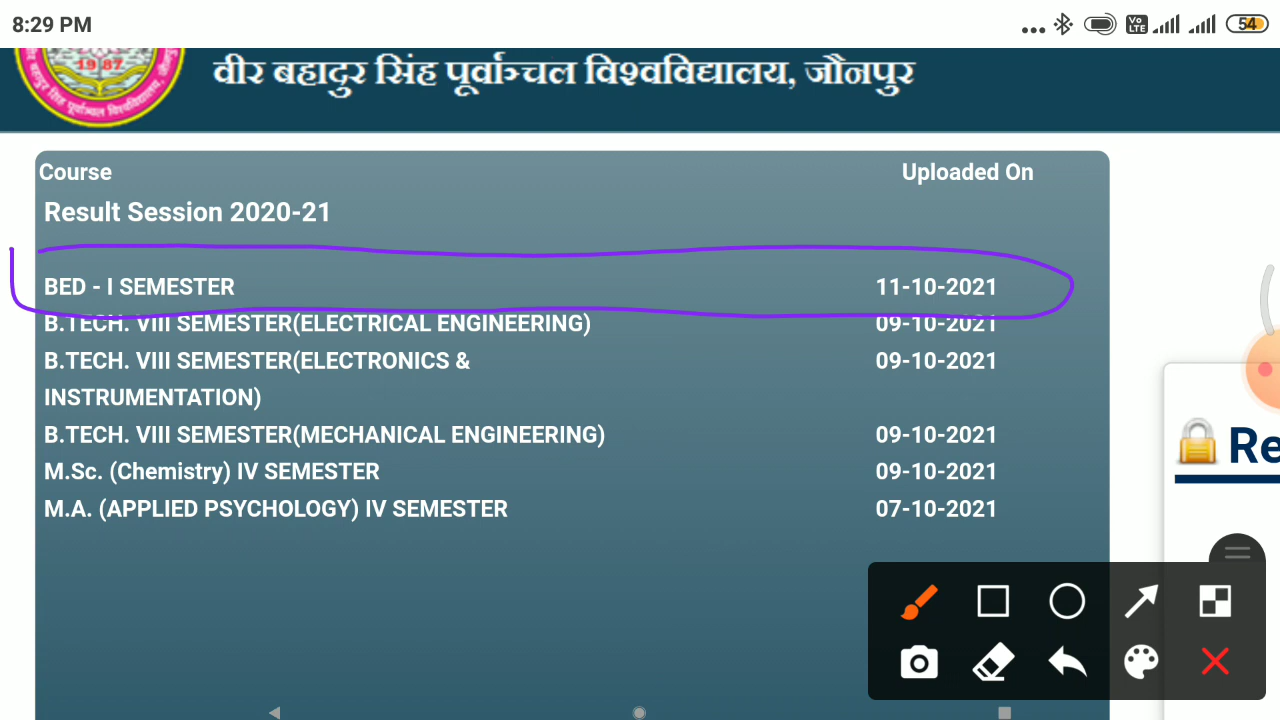 8:29 PM
Vo LTE
54
1987
वीर बहादुर सिंह पूर्वाञ्चल विश्वविद्यालय, जौनपुर
Course Uploaded On
Result Session 2020-21
BED - I SEMESTER 11-10-2021
B.TECH. VIII SEMESTER(ELECTRICAL ENGINEERING) 09-10-2021
B.TECH. VIII SEMESTER(ELECTRONICS & 09-10-2021
INSTRUMENTATION)
B.TECH. VIII SEMESTER(MECHANICAL ENGINEERING) 09-10-2021
M.Sc. (Chemistry) IV SEMESTER 09-10-2021
M.A. (APPLIED PSYCHOLOGY) IV SEMESTER 07-10-2021
Re